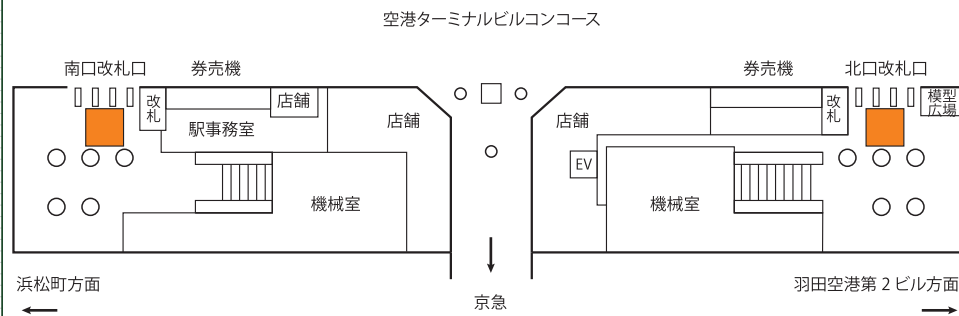 空港ターミナルビルコンコース
南口改札口
券売機
券売機
北口改札口
改札
店舗
店舗
店舗
改札
模型広場
駅事務室
EV
機械室
機械室
浜松町方面
京急
羽田空港第2ビル方面